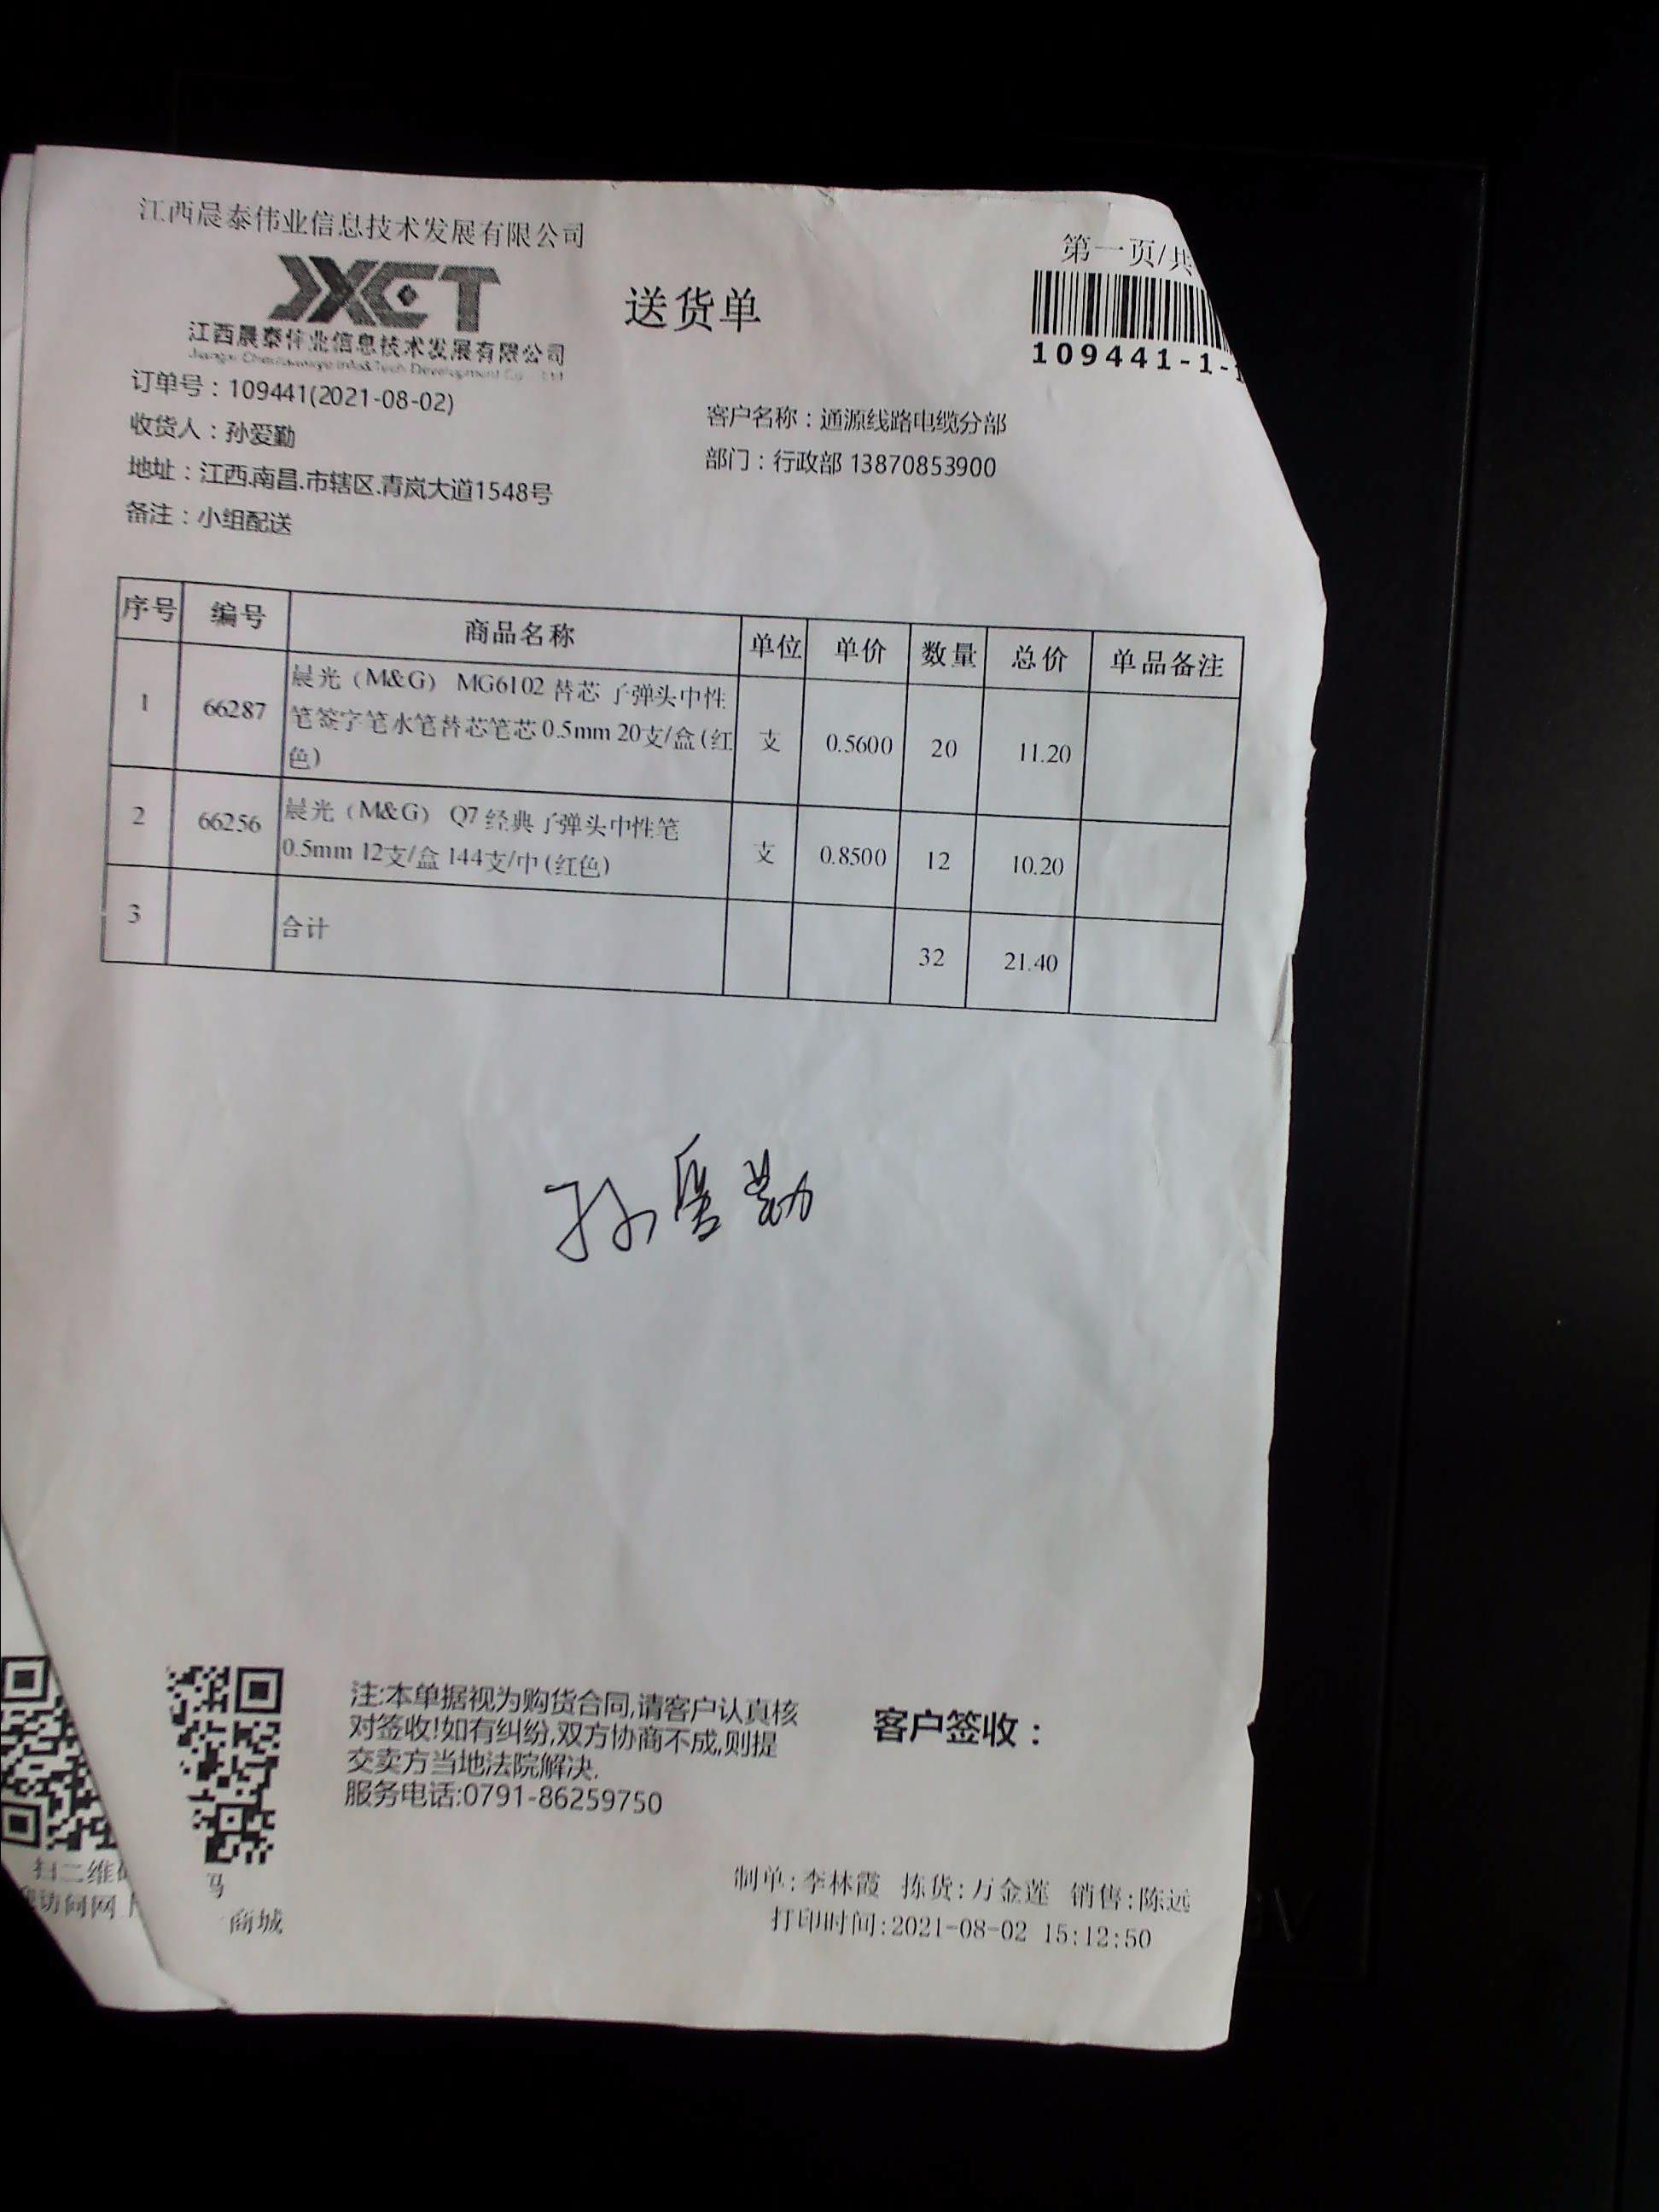 江西晨泰伟业信息技术发展有限公司
第一页/共
JXCT
江西晨泰伟业信息技术发展有限公司
送货单
109441-1-
订单号：109441(2021-08-02)
收货人：孙爱勤
客户名称：通源线路电缆分部
地址：江西.南昌.市辖区.青岚大道1548号
部门：行政部 13870853900
备注：小组配送
序号 编号 商品名称 单位 单价 数量 总价 单品备注
1 66287 晨光（M&G） MG6102 替芯 子弹头中性
笔签字笔水笔替芯笔芯 0.5mm 20支/盒 (红 支 0.5600 20 11.20
色)
2 66256 晨光（M&G） Q7 经典子弹头中性笔
0.5mm 12支/盒 144支/中 (红色) 支 0.8500 12 10.20
3 合计 32 21.40
孙爱勤
注:本单据视为购货合同,请客户认真核
对签收!如有纠纷,双方协商不成,则提
交卖方当地法院解决.
服务电话:0791-86259750
客户签收：
扫二维
访问网
商城
制单:李林霞 拣货:万金莲 销售:陈远
打印时间:2021-08-02 15:12:50